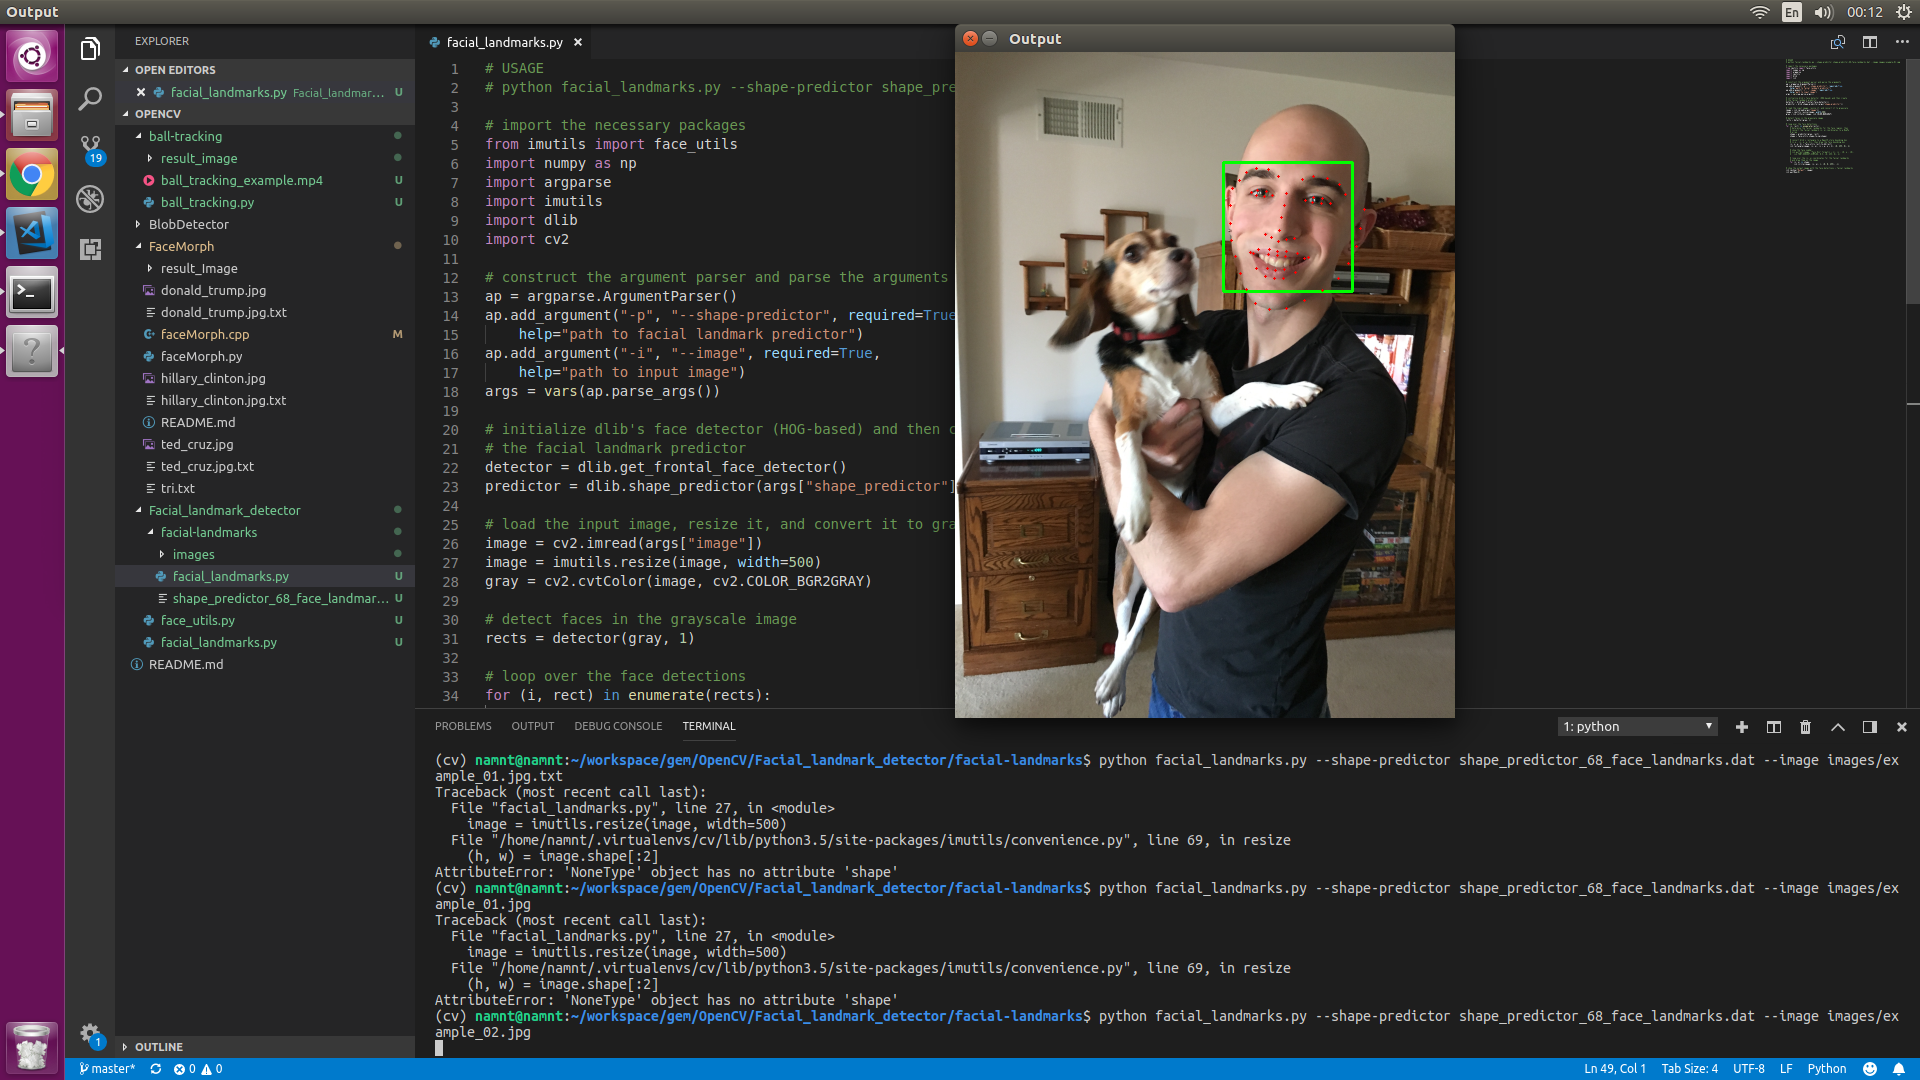 Output
En
00:12
EXPLORER
OPEN EDITORS
facial_landmarks.py Facial_landmar... U
OPENCV
ball-tracking
result_image
ball_tracking_example.mp4 U
ball_tracking.py U
BlobDetector
FaceMorph
result_Image
donald_trump.jpg
donald_trump.jpg.txt
faceMorph.cpp M
faceMorph.py
hillary_clinton.jpg
hillary_clinton.jpg.txt
README.md
ted_cruz.jpg
ted_cruz.jpg.txt
tri.txt
Facial_landmark_detector
facial-landmarks
images
facial_landmarks.py U
shape_predictor_68_face_landmar... U
face_utils.py U
facial_landmarks.py U
README.md
OUTLINE
19
1
facial_landmarks.py
1 # USAGE
2 # python facial_landmarks.py --shape-predictor shape_pre
3
4 # import the necessary packages
5 from imutils import face_utils
6 import numpy as np
7 import argparse
8 import imutils
9 import dlib
10 import cv2
11
12 # construct the argument parser and parse the arguments
13 ap = argparse.ArgumentParser()
14 ap.add_argument("-p", "--shape-predictor", required=True
15 help="path to facial landmark predictor")
16 ap.add_argument("-i", "--image", required=True,
17 help="path to input image")
18 args = vars(ap.parse_args())
19
20 # initialize dlib's face detector (HOG-based) and then c
21 # the facial landmark predictor
22 detector = dlib.get_frontal_face_detector()
23 predictor = dlib.shape_predictor(args["shape_predictor"]
24
25 # load the input image, resize it, and convert it to gra
26 image = cv2.imread(args["image"])
27 image = imutils.resize(image, width=500)
28 gray = cv2.cvtColor(image, cv2.COLOR_BGR2GRAY)
29
30 # detect faces in the grayscale image
31 rects = detector(gray, 1)
32
33 # loop over the face detections
34 for (i, rect) in enumerate(rects):
Output
PROBLEMS OUTPUT DEBUG CONSOLE TERMINAL
1: python
(cv) namnt@namnt:~/workspace/gem/OpenCV/Facial_landmark_detector/facial-landmarks$ python facial_landmarks.py --shape-predictor shape_predictor_68_face_landmarks.dat --image images/ex
ample_01.jpg.txt
Traceback (most recent call last):
File "facial_landmarks.py", line 27, in <module>
image = imutils.resize(image, width=500)
File "/home/namnt/.virtualenvs/cv/lib/python3.5/site-packages/imutils/convenience.py", line 69, in resize
(h, w) = image.shape[:2]
AttributeError: 'NoneType' object has no attribute 'shape'
(cv) namnt@namnt:~/workspace/gem/OpenCV/Facial_landmark_detector/facial-landmarks$ python facial_landmarks.py --shape-predictor shape_predictor_68_face_landmarks.dat --image images/ex
ample_01.jpg
Traceback (most recent call last):
File "facial_landmarks.py", line 27, in <module>
image = imutils.resize(image, width=500)
File "/home/namnt/.virtualenvs/cv/lib/python3.5/site-packages/imutils/convenience.py", line 69, in resize
(h, w) = image.shape[:2]
AttributeError: 'NoneType' object has no attribute 'shape'
(cv) namnt@namnt:~/workspace/gem/OpenCV/Facial_landmark_detector/facial-landmarks$ python facial_landmarks.py --shape-predictor shape_predictor_68_face_landmarks.dat --image images/ex
ample_02.jpg
master* 0 0
Ln 49, Col 1 Tab Size: 4 UTF-8 LF Python